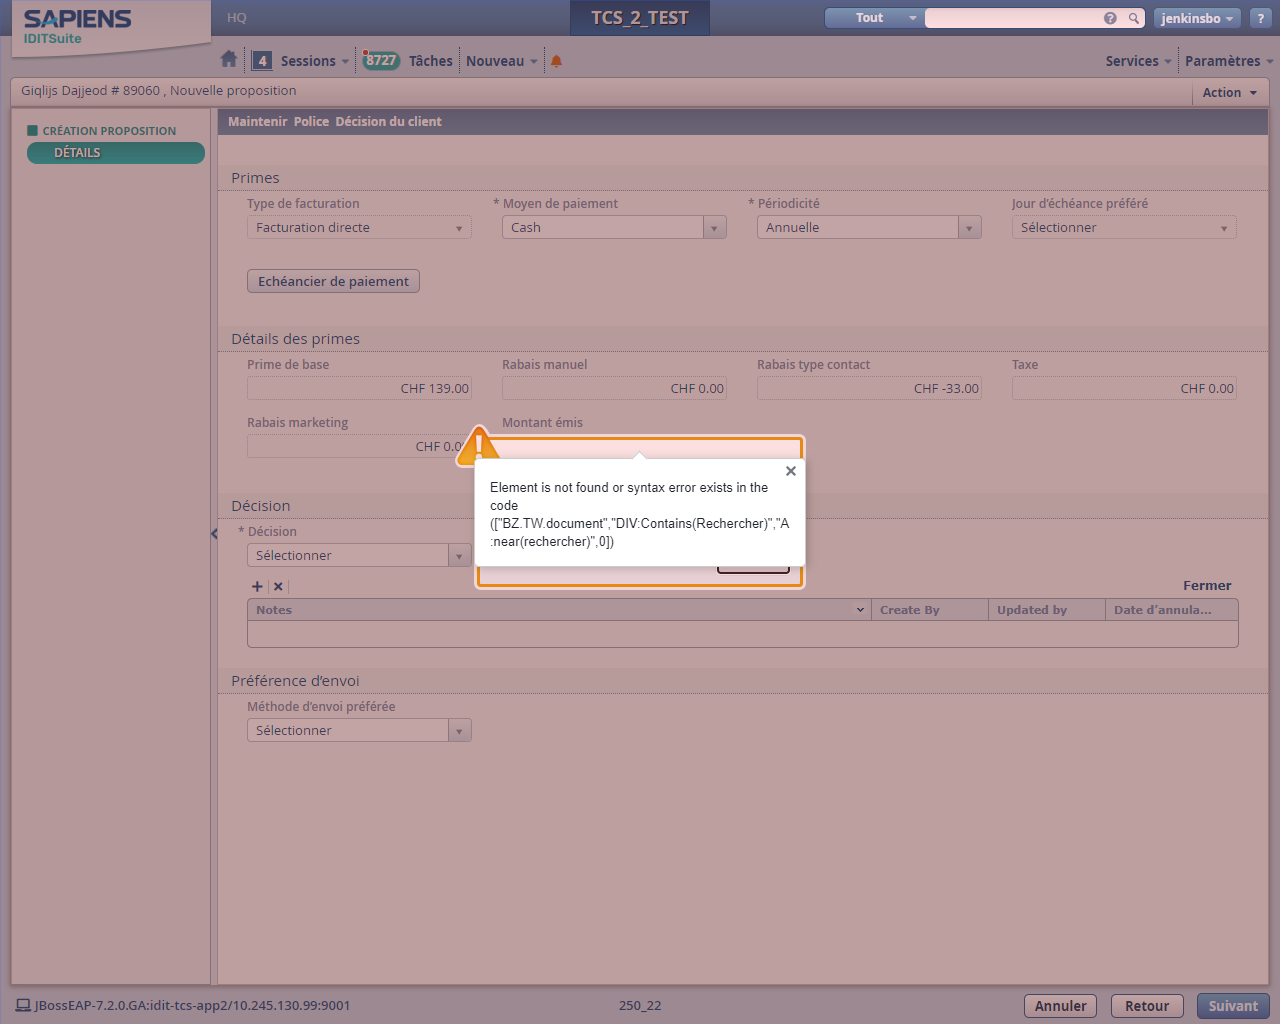 SAPIENS
IDITSuite
HQ
TCS_2_TEST
Tout
jenkinsbo
?
4 Sessions
8727 Tâches
Nouveau
Services
Paramètres
Giqlijs Dajjeod # 89060 , Nouvelle proposition
Action
CRÉATION PROPOSITION
DÉTAILS
Maintenir Police Décision du client
Primes
Type de facturation
* Moyen de paiement
* Périodicité
Jour d'échéance préféré
Facturation directe
Cash
Annuelle
Sélectionner
Echéancier de paiement
Détails des primes
Prime de base
Rabais manuel
Rabais type contact
Taxe
CHF 139.00
CHF 0.00
CHF -33.00
CHF 0.00
Rabais marketing
Montant émis
CHF 0.0
Element is not found or syntax error exists in the
code
(["BZ.TW.document","DIV:Contains(Rechercher)","A
:near(rechercher)",0])
Décision
* Décision
Sélectionner
Fermer
Notes
Create By
Updated by
Date d'annula...
Préférence d'envoi
Méthode d'envoi préférée
Sélectionner
JBossEAP-7.2.0.GA:idit-tcs-app2/10.245.130.99:9001
250_22
Annuler
Retour
Suivant